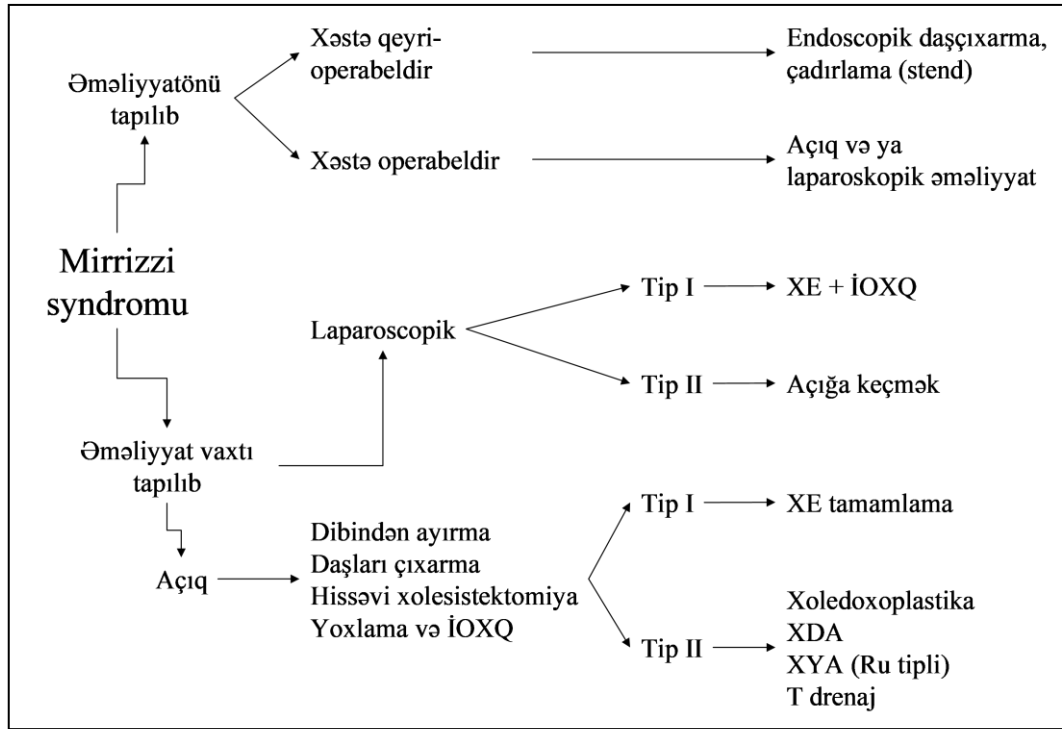 Xəstə qeyri-
operabeldir
Endoscopik daşçıxarma,
çadırlama (stend)
Əməliyyatönü
tapılıb
Xəstə operabeldir
Açıq və ya
laparoskopik əməliyyat
Mirrizzi
syndromu
Laparoscopik
Tip I
XE + İOXQ
Tip II
Açığa keçmək
Əməliyyat vaxtı
tapılıb
Açıq
Dibindən ayırma
Daşları çıxarma
Hissəvi xolesistektomiya
Yoxlama və İOXQ
Tip I
XE tamamlama
Tip II
Xoledoxoplastika
XDA
XYA (Ru tipli)
T drenaj